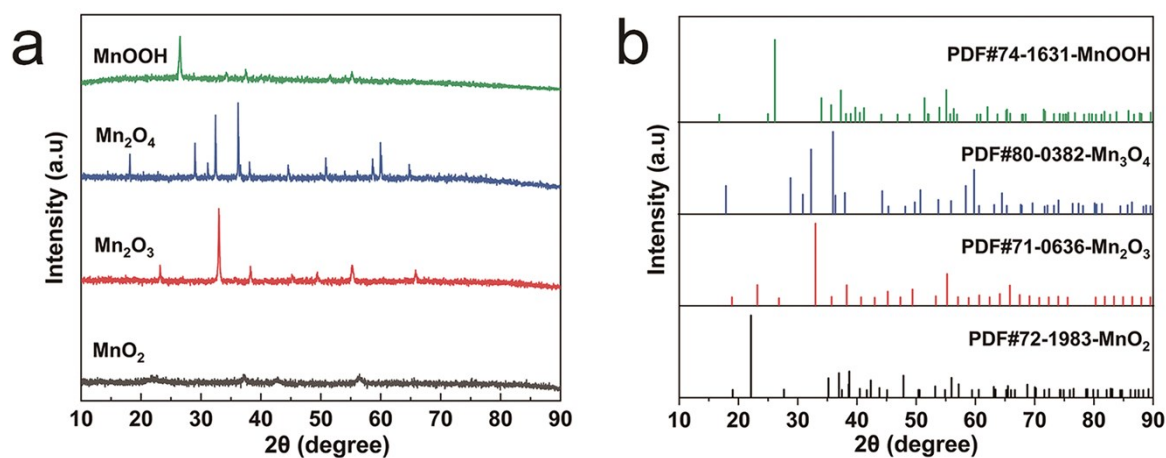 a
MnOOH
Mn₂O₄
Mn₂O₃
MnO₂
Intensity (a.u)
10 20 30 40 50 60 70 80 90
2θ (degree)
b
PDF#74-1631-MnOOH
PDF#80-0382-Mn₃O₄
PDF#71-0636-Mn₂O₃
PDF#72-1983-MnO₂
Intensity (a.u)
10 20 30 40 50 60 70 80 90
2θ (degree)